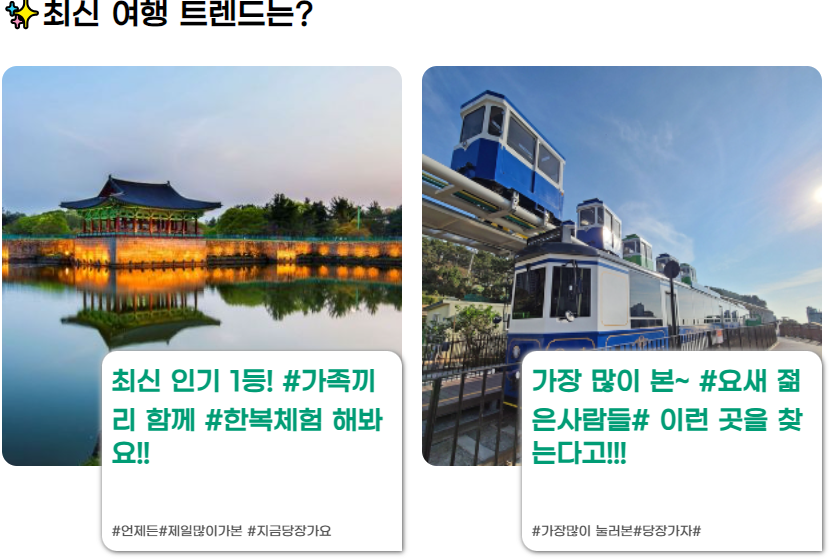 ✨최신 여행 트렌드는?
최신 인기 1등! #가족끼
리 함께 #한복체험 해봐
요!!
#언제든#제일많이가본 #지금당장가요
가장 많이 본~ #요새 젊
은사람들# 이런 곳을 찾
는다고!!!
#가장많이 눌러본#당장가자#